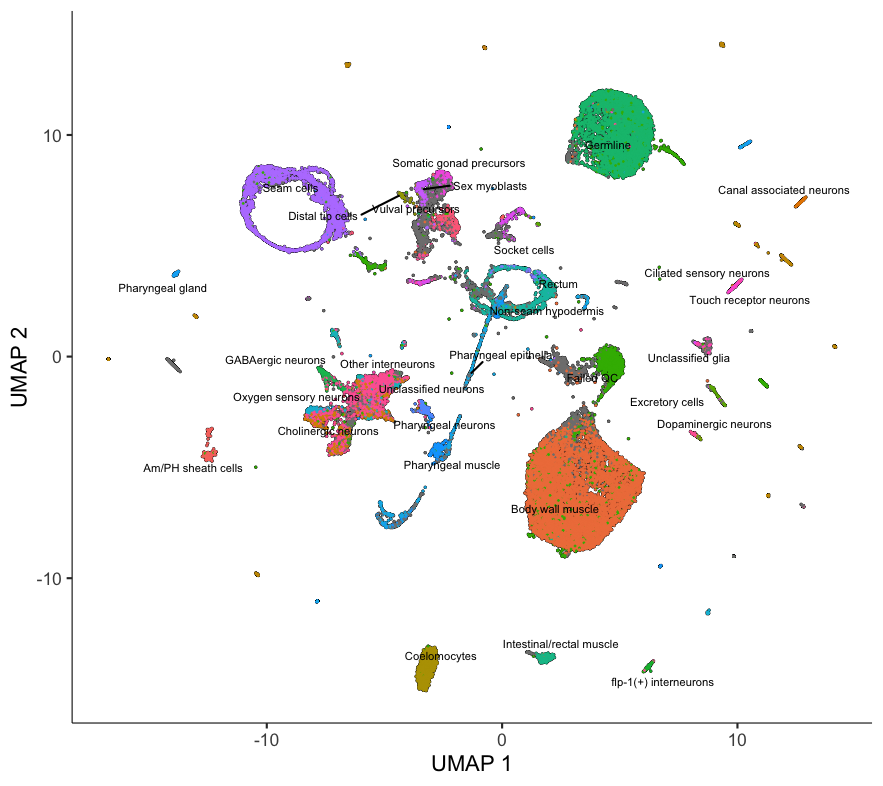 10
0
-10
UMAP 2
Germline
Somatic gonad precursors
Seam cells
Sex myoblasts
Canal associated neurons
Distal tip cells
Vulval precursors
Socket cells
Ciliated sensory neurons
Pharyngeal gland
Rectum
Touch receptor neurons
Non-seam hypodermis
GABAergic neurons
Other interneurons
Pharyngeal epithelia
Unclassified glia
Failed QC
Unclassified neurons
Oxygen sensory neurons
Excretory cells
Pharyngeal neurons
Dopaminergic neurons
Cholinergic neurons
Am/PH sheath cells
Pharyngeal muscle
Body wall muscle
Intestinal/rectal muscle
Coelomocytes
flp-1(+) interneurons
-10
0
10
UMAP 1